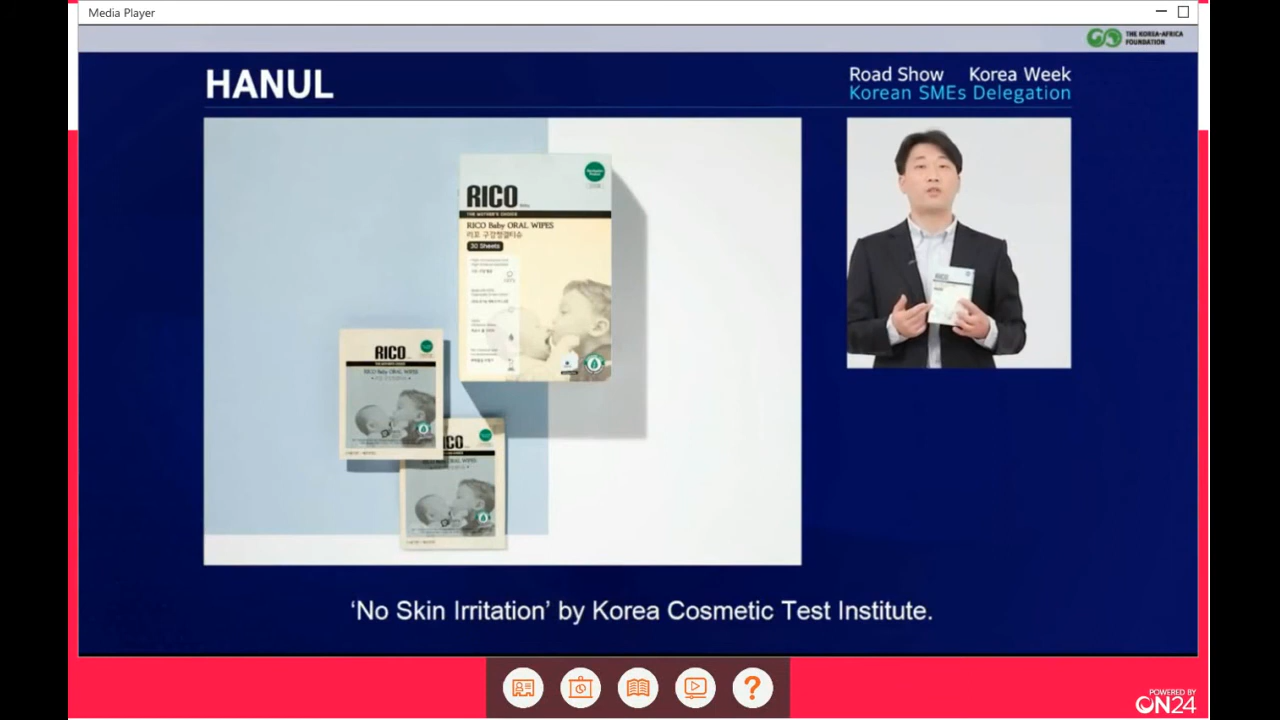 Media Player
THE KOREA-AFRICA
FOUNDATION
HANUL
Road Show Korea Week
Korean SMEs Delegation
RICO
THE MOTHER'S CHOICE
RICO Baby ORAL WIPES
리코 구강청결티슈
30 Sheets
RICO
RICO Baby ORAL WIPES
RICO
'No Skin Irritation' by Korea Cosmetic Test Institute.
?
POWERED BY
ON24